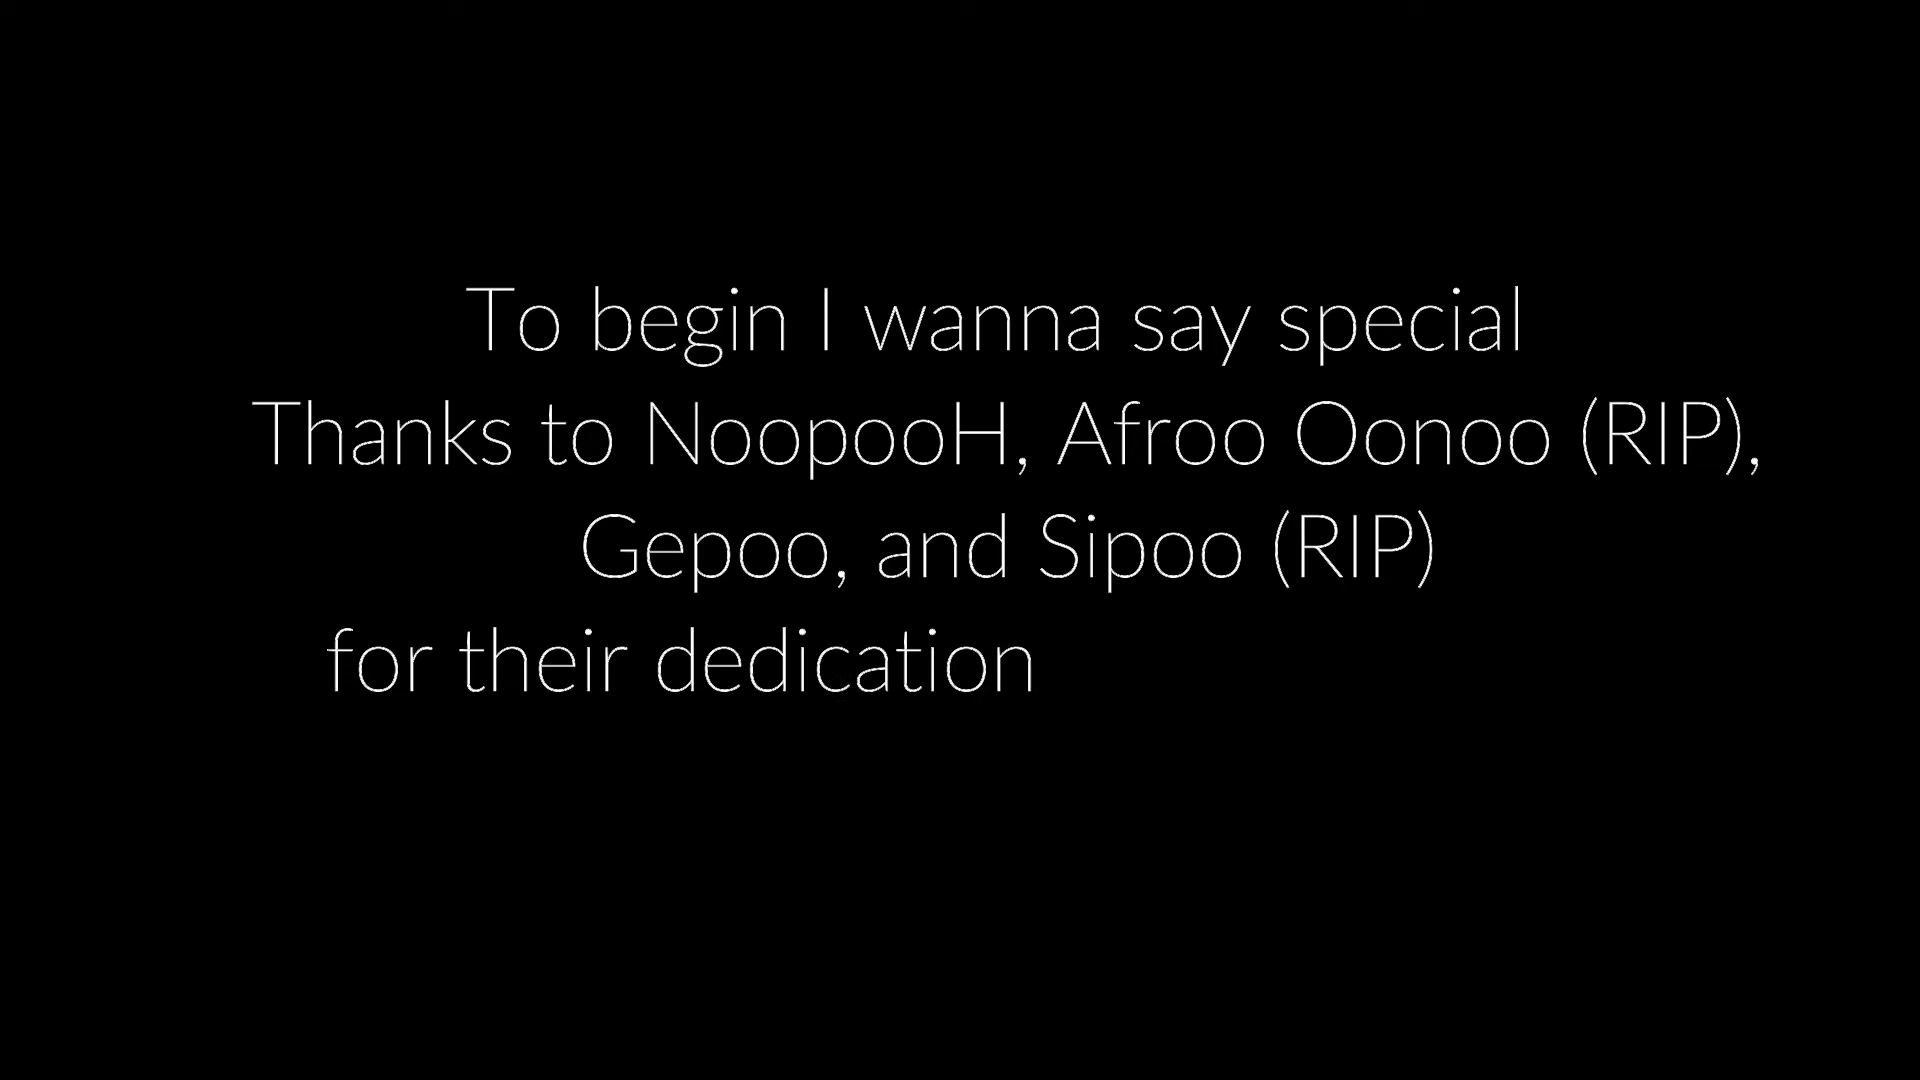 To begin I wanna say special
Thanks to NoopooH, Afroo Oonoo (RIP),
Gepoo, and Sipoo (RIP)
for their dedication